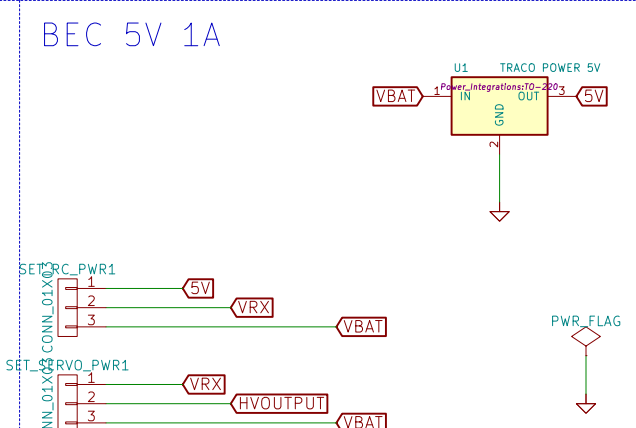 BEC 5V 1A
U1 TRACO POWER 5V
Power_Integrations:TO-220
VBAT 1 IN OUT 3 5V
GND
2
SET_RC_PWR1
CONN_01X03
1 5V
2 VRX
3 VBAT
PWR_FLAG
SET_SERVO_PWR1
1 VRX
2 HVOUTPUT
3 VBAT